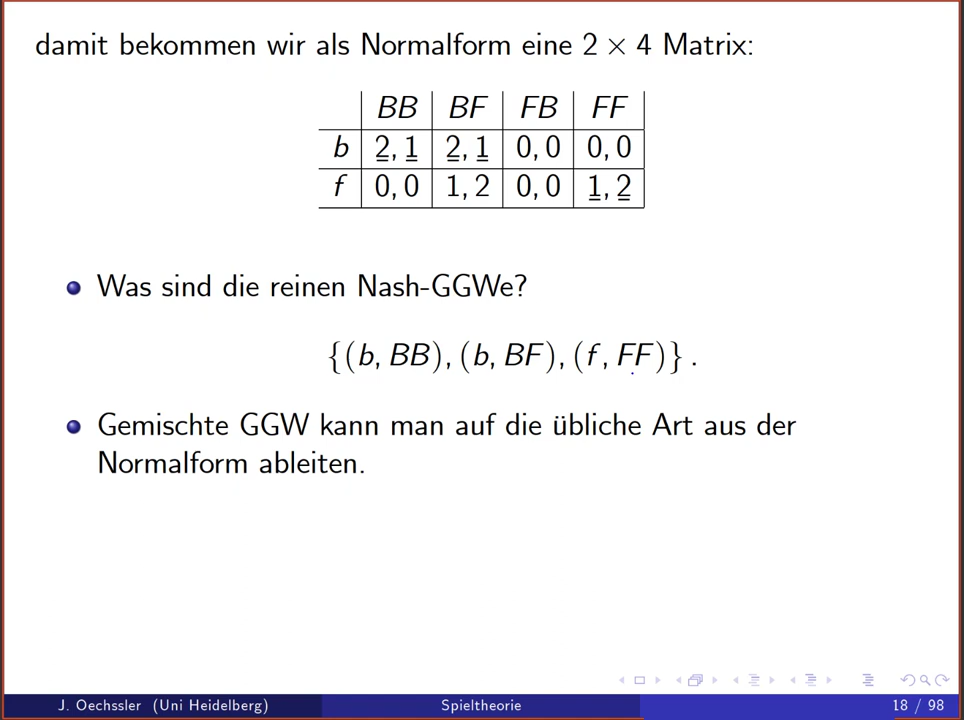 damit bekommen wir als Normalform eine 2 × 4 Matrix:
BB BF FB FF
b 2, 1 2, 1 0, 0 0, 0
f 0, 0 1, 2 0, 0 1, 2
Was sind die reinen Nash-GGWe?
{(b, BB), (b, BF), (f, FF)} .
Gemischte GGW kann man auf die übliche Art aus der
Normalform ableiten.
J. Oechssler (Uni Heidelberg) Spieltheorie 18 / 98